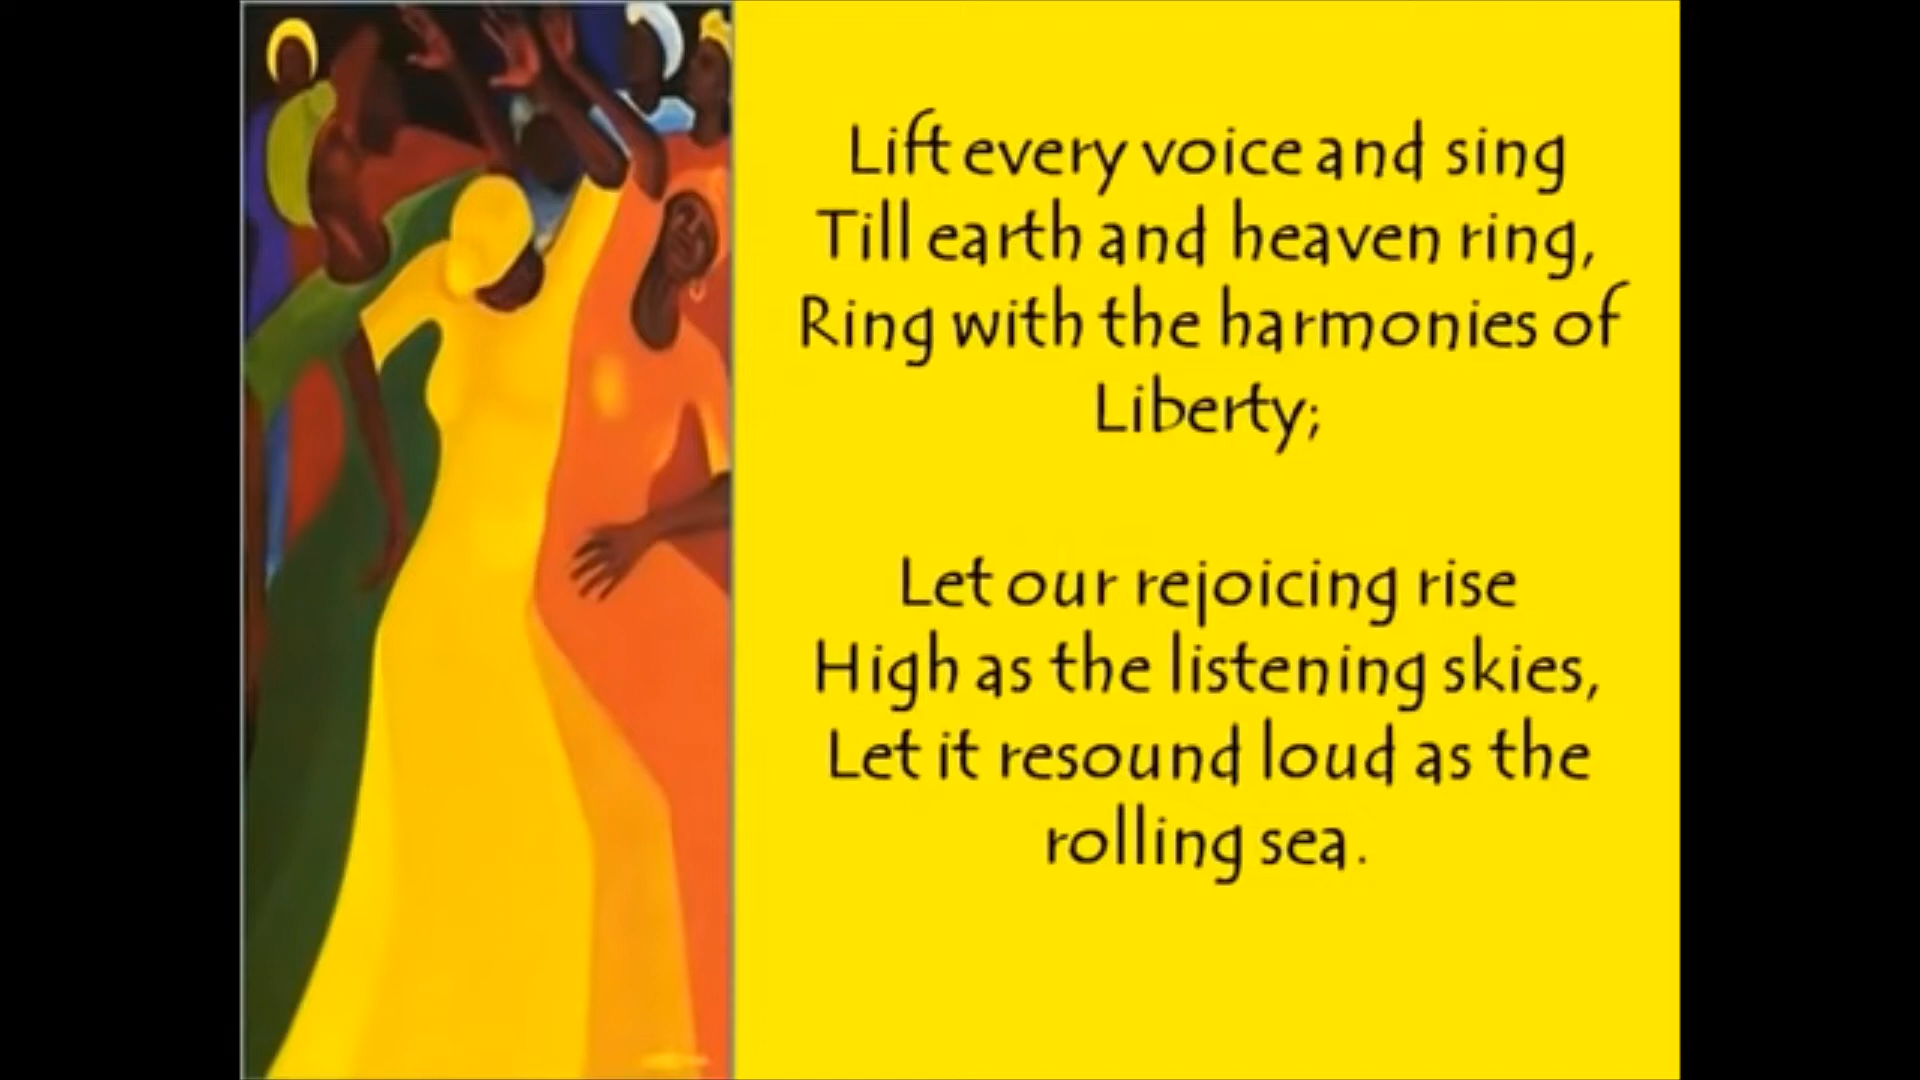 Lift every voice and sing
Till earth and heaven ring,
Ring with the harmonies of
Liberty;
Let our rejoicing rise
High as the listening skies,
Let it resound loud as the
rolling sea.